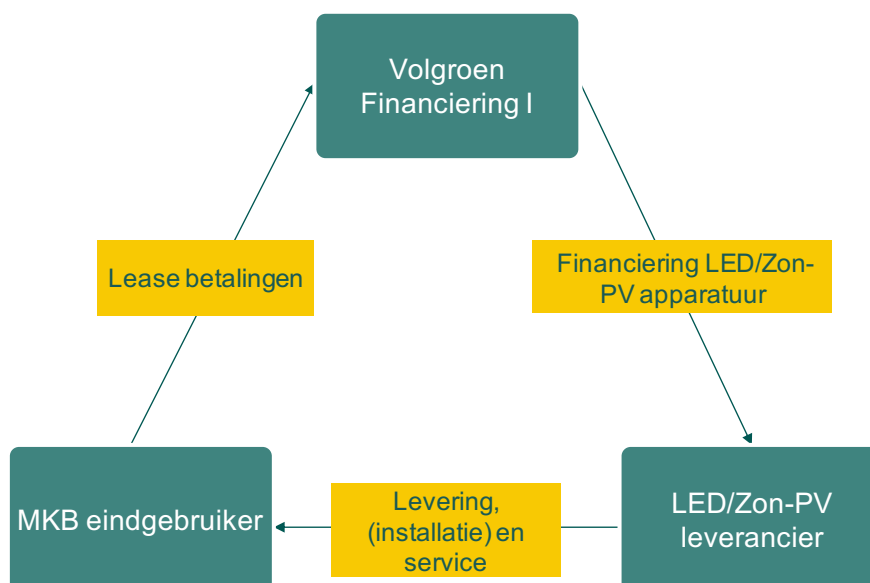 Volgroen
Financiering I
Lease betalingen
Financiering LED/Zon-
PV apparatuur
MKB eindgebruiker
Levering,
(installatie) en
service
LED/Zon-PV
leverancier